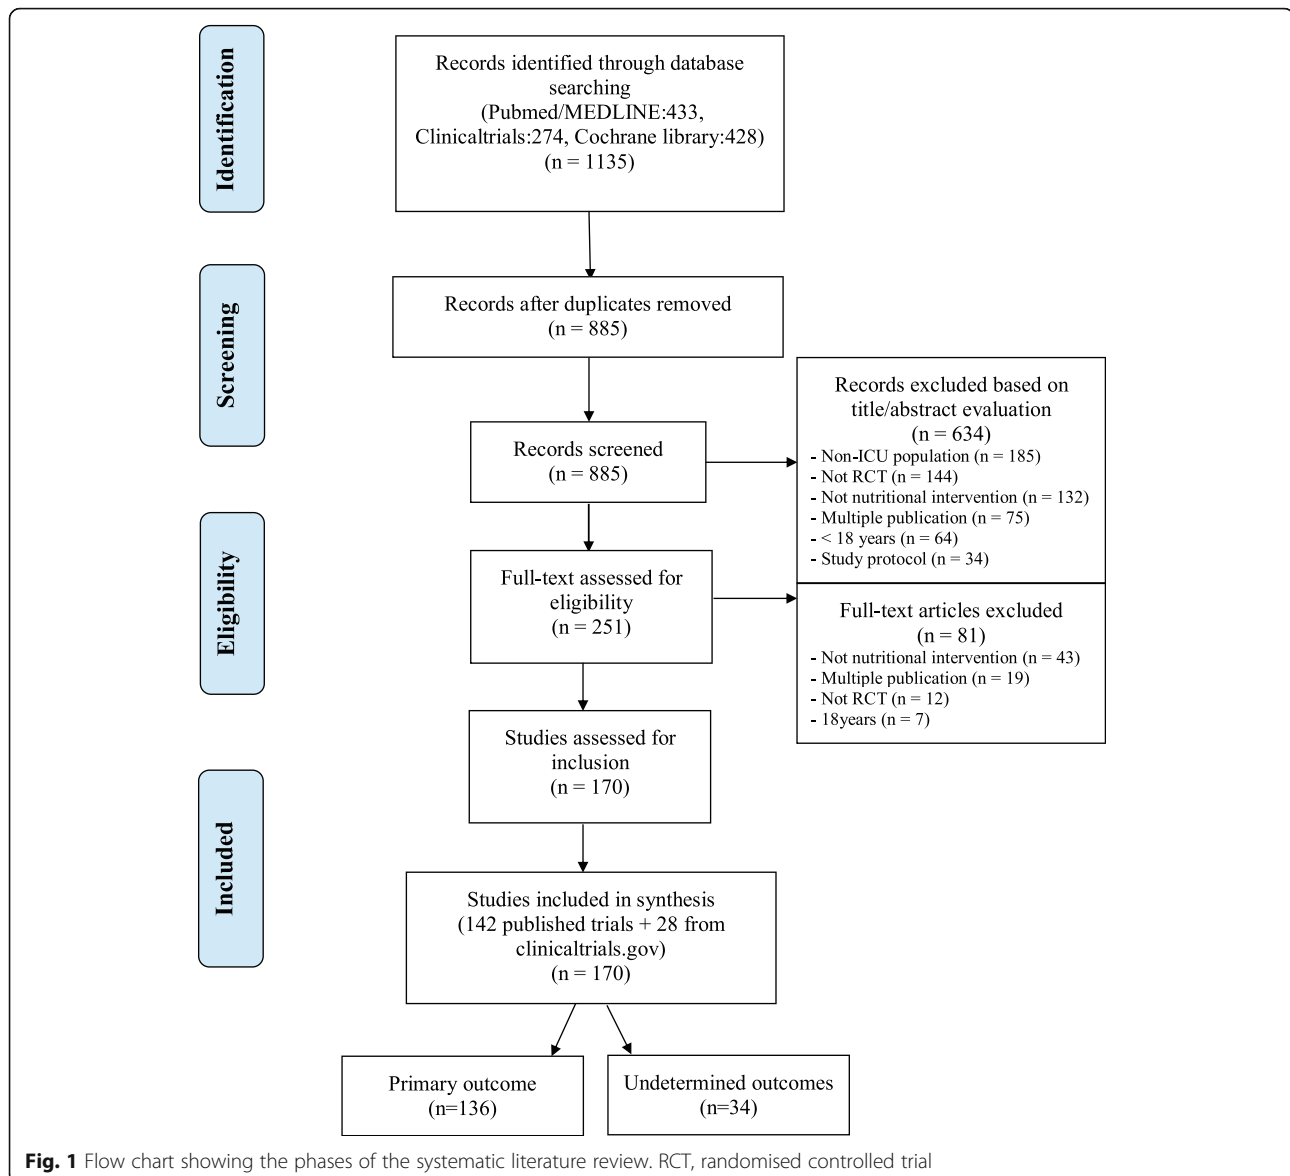 Identification
Records identified through database
searching
(Pubmed/MEDLINE:433,
Clinicaltrials:274, Cochrane library:428)
(n = 1135)
Screening
Records after duplicates removed
(n = 885)
Records screened
(n = 885)
Records excluded based on
title/abstract evaluation
(n = 634)
- Non-ICU population (n = 185)
- Not RCT (n = 144)
- Not nutritional intervention (n = 132)
- Multiple publication (n = 75)
- < 18 years (n = 64)
- Study protocol (n = 34)
Eligibility
Full-text assessed for
eligibility
(n = 251)
Full-text articles excluded
(n = 81)
- Not nutritional intervention (n = 43)
- Multiple publication (n = 19)
- Not RCT (n = 12)
- 18years (n = 7)
Studies assessed for
inclusion
(n = 170)
Included
Studies included in synthesis
(142 published trials + 28 from
clinicaltrials.gov)
(n = 170)
Primary outcome
(n=136)
Undetermined outcomes
(n=34)
Fig. 1 Flow chart showing the phases of the systematic literature review. RCT, randomised controlled trial